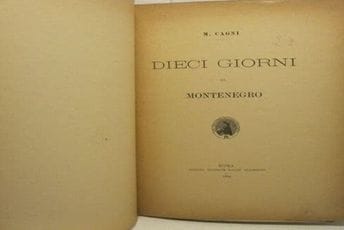 M. CAGNI
DIECI GIORNI
MONTENEGRO
ROMA